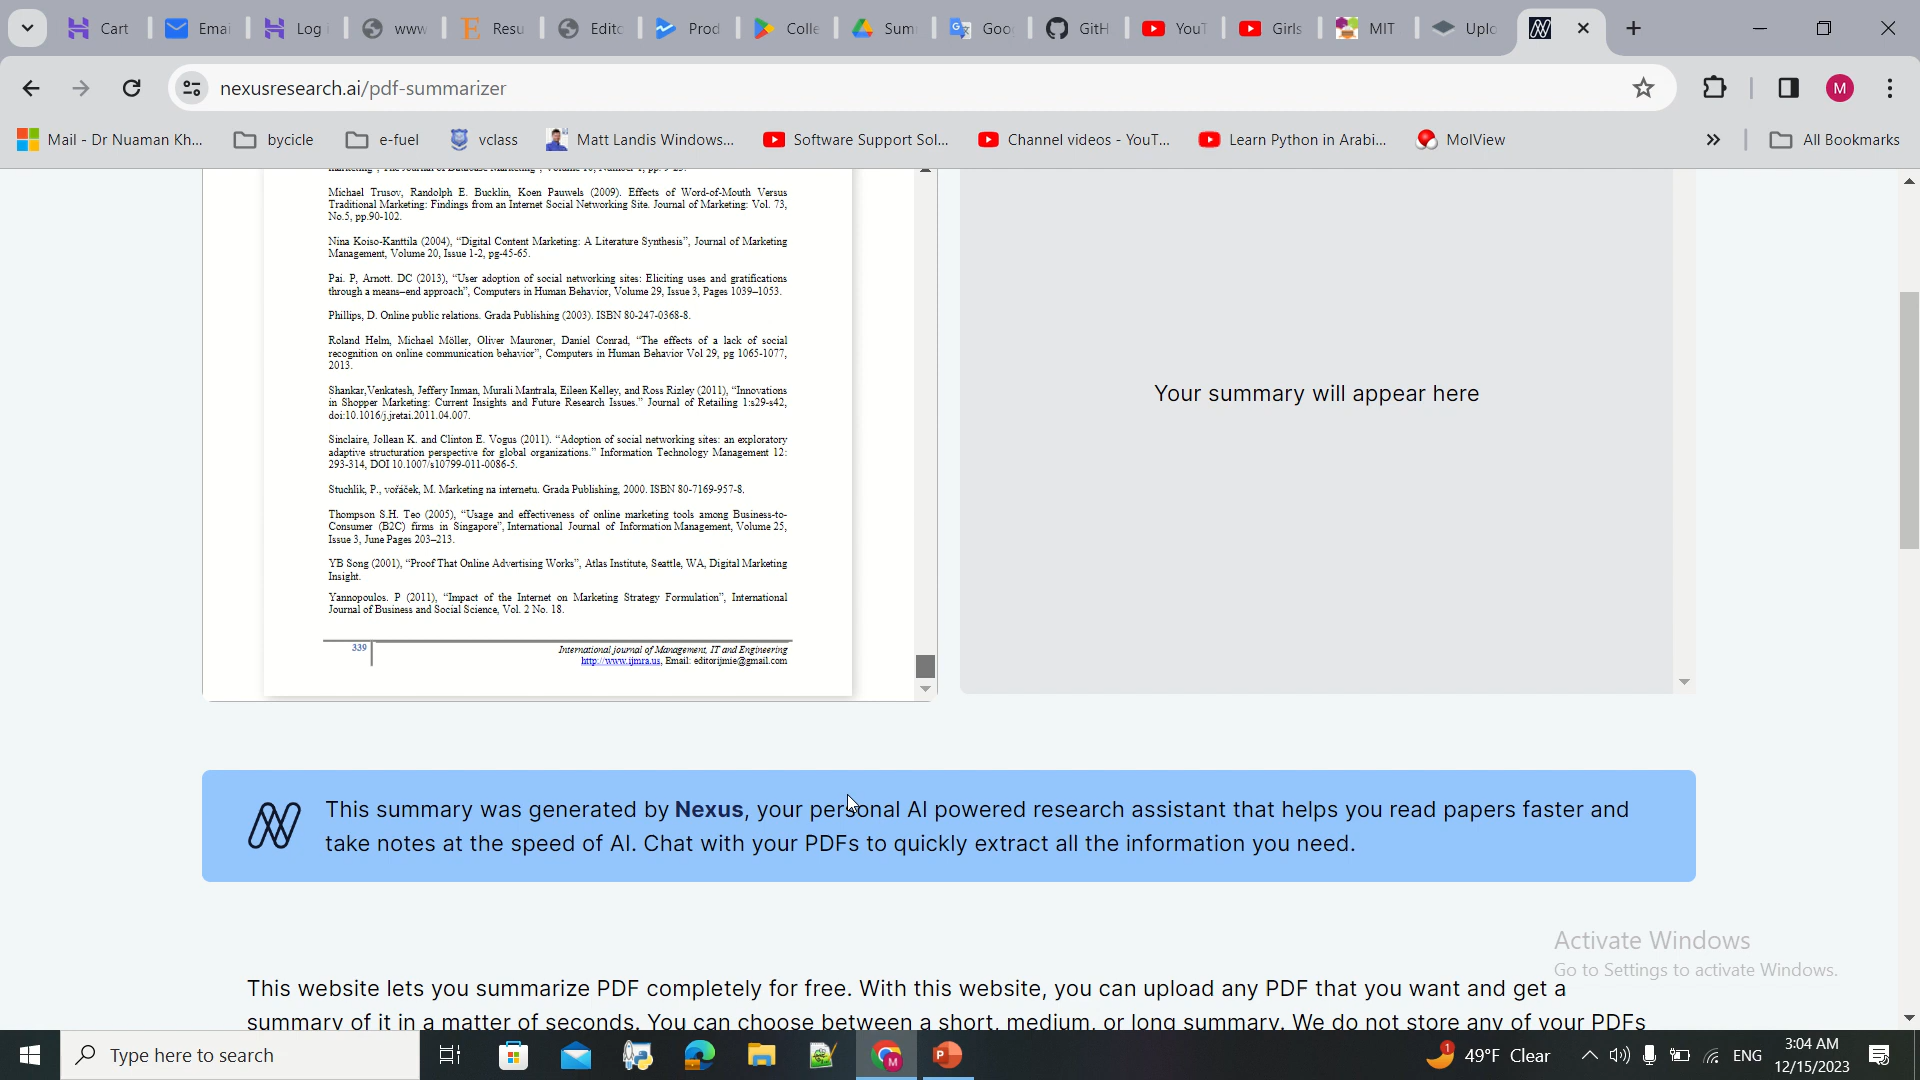 Cart
Emai
Log
www
Resu
Edito
Prod
Colle
Sum
Goo
GitH
YouT
Girls
MIT
Uplo
nexusresearch.ai/pdf-summarizer
Mail - Dr Nuaman Kh...
bycicle
e-fuel
vclass
Matt Landis Windows...
Software Support Sol...
Channel videos - YouT...
Learn Python in Arabi...
MolView
All Bookmarks
Michael Trusov, Randolph E. Bucklin, Koen Pauwels (2009). Effects of Word-of-Mouth Versus
Traditional Marketing: Findings from an Internet Social Networking Site. Journal of Marketing: Vol. 73,
No.5, pp.90-102.
Nina Koiso-Kanttila (2004), “Digital Content Marketing: A Literature Synthesis”, Journal of Marketing
Management, Volume 20, Issue 1-2, pg-45-65.
Pai. P, Arnott. DC (2013), “User adoption of social networking sites: Eliciting uses and gratifications
through a means–end approach”, Computers in Human Behavior, Volume 29, Issue 3, Pages 1039–1053.
Phillips, D. Online public relations. Grada Publishing (2003). ISBN 80-247-0368-8.
Roland Helm, Michael Möller, Oliver Mauroner, Daniel Conrad, “The effects of a lack of social
recognition on online communication behavior”, Computers in Human Behavior Vol 29, pg 1065-1077,
2013.
Shankar,Venkatesh, Jeffery Inman, Murali Mantrala, Eileen Kelley, and Ross Rizley (2011), “Innovations
in Shopper Marketing: Current Insights and Future Research Issues.” Journal of Retailing 1:s29-s42,
doi:10.1016/j.jretai.2011.04.007.
Sinclaire, Jollean K. and Clinton E. Vogus (2011). “Adoption of social networking sites: an exploratory
adaptive structuration perspective for global organizations.” Information Technology Management 12:
293-314, DOI 10.1007/s10799-011-0086-5.
Stuchlík, P., vořáček, M. Marketing na internetu. Grada Publishing, 2000. ISBN 80-7169-957-8.
Thompson S.H. Teo (2005), “Usage and effectiveness of online marketing tools among Business-to-
Consumer (B2C) firms in Singapore”, International Journal of Information Management, Volume 25,
Issue 3, June Pages 203–213.
YB Song (2001), “Proof That Online Advertising Works”, Atlas Institute, Seattle, WA, Digital Marketing
Insight.
Yannopoulos. P (2011), “Impact of the Internet on Marketing Strategy Formulation”, International
Journal of Business and Social Science, Vol. 2 No. 18.
339
International journal of Management, IT and Engineering
http://www.ijmra.us, Email: editorijmie@gmail.com
Your summary will appear here
This summary was generated by Nexus, your personal AI powered research assistant that helps you read papers faster and
take notes at the speed of AI. Chat with your PDFs to quickly extract all the information you need.
Activate Windows
Go to Settings to activate Windows.
This website lets you summarize PDF completely for free. With this website, you can upload any PDF that you want and get a
summary of it in a matter of seconds. You can choose between a short, medium, or long summary. We do not store any of your PDFs
Type here to search
49°F Clear
ENG
3:04 AM
12/15/2023